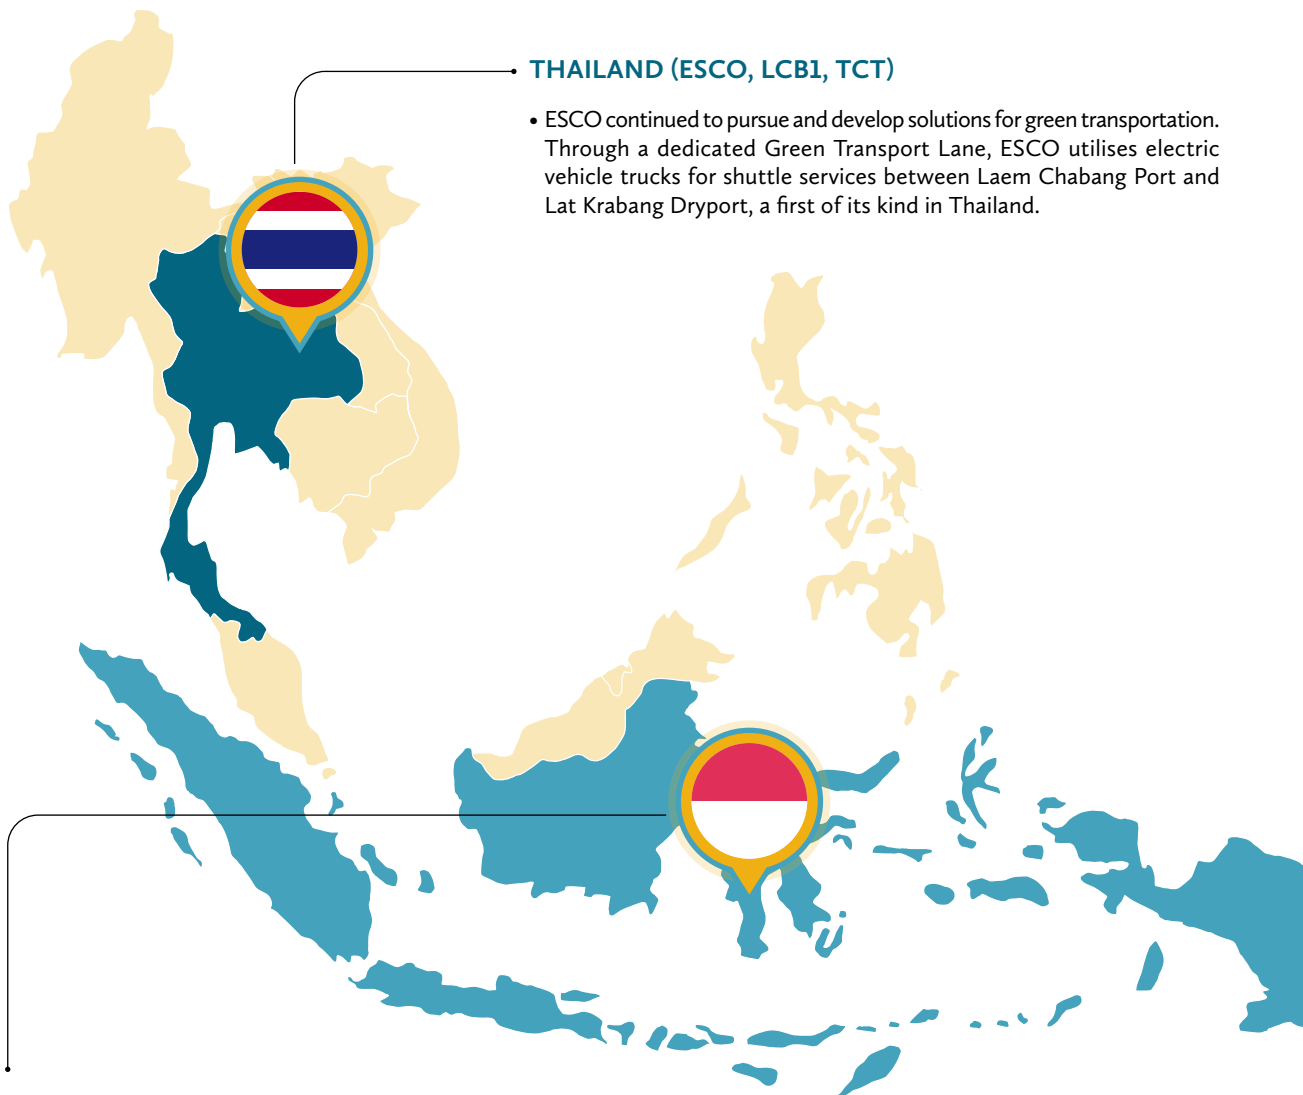 THAILAND (ESCO, LCB1, TCT)
• ESCO continued to pursue and develop solutions for green transportation.
Through a dedicated Green Transport Lane, ESCO utilises electric
vehicle trucks for shuttle services between Laem Chabang Port and
Lat Krabang Dryport, a first of its kind in Thailand.